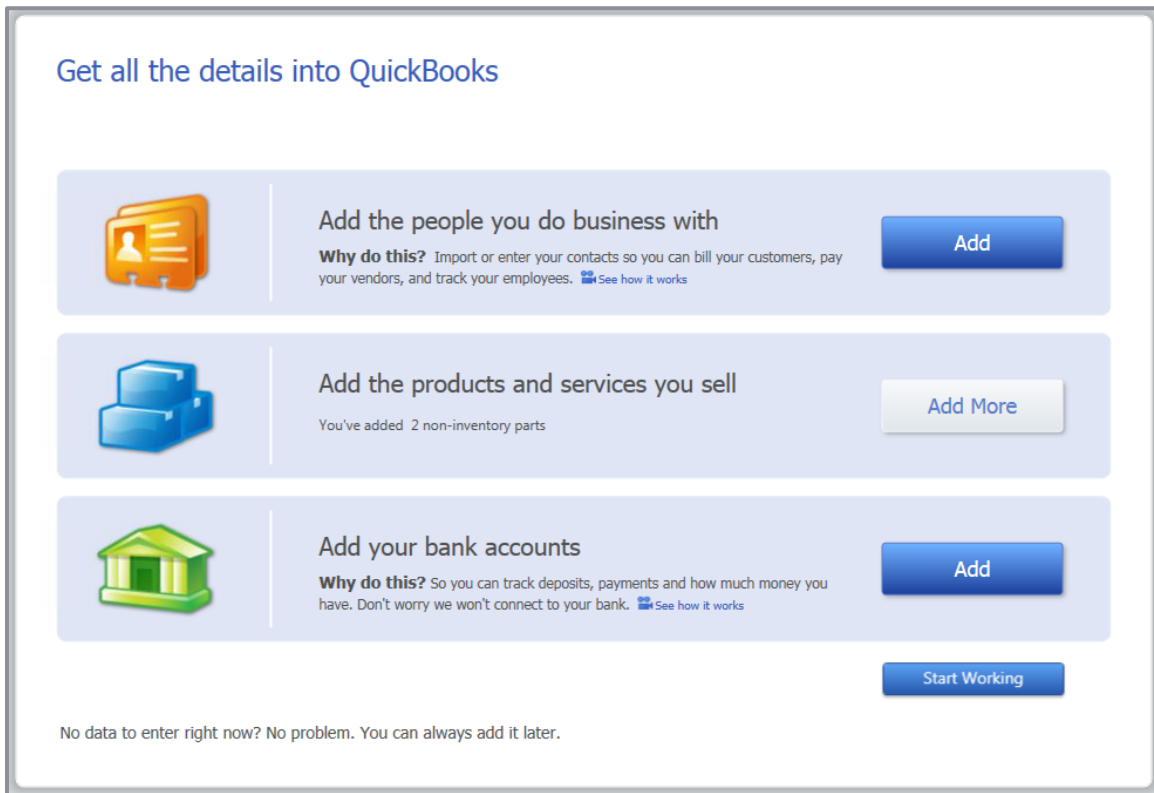 Get all the details into QuickBooks
Add the people you do business with
Why do this? Import or enter your contacts so you can bill your customers, pay
your vendors, and track your employees. See how it works
Add
Add the products and services you sell
You've added 2 non-inventory parts
Add More
Add your bank accounts
Why do this? So you can track deposits, payments and how much money you
have. Don't worry we won't connect to your bank. See how it works
Add
Start Working
No data to enter right now? No problem. You can always add it later.